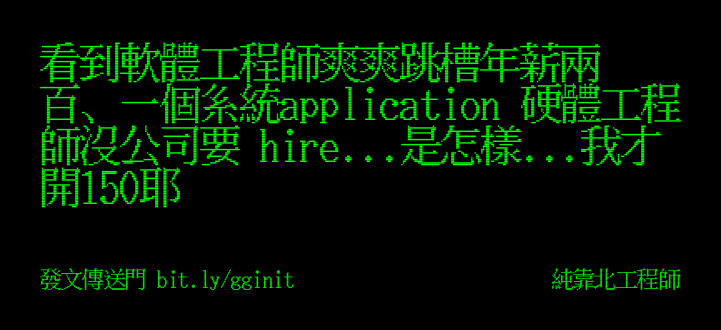 看到軟體工程師爽爽跳槽年薪兩
百、一個系統application 硬體工程
師沒公司要 hire...是怎樣...我才
開150耶
發文傳送門 bit.ly/gginit
純靠北工程師